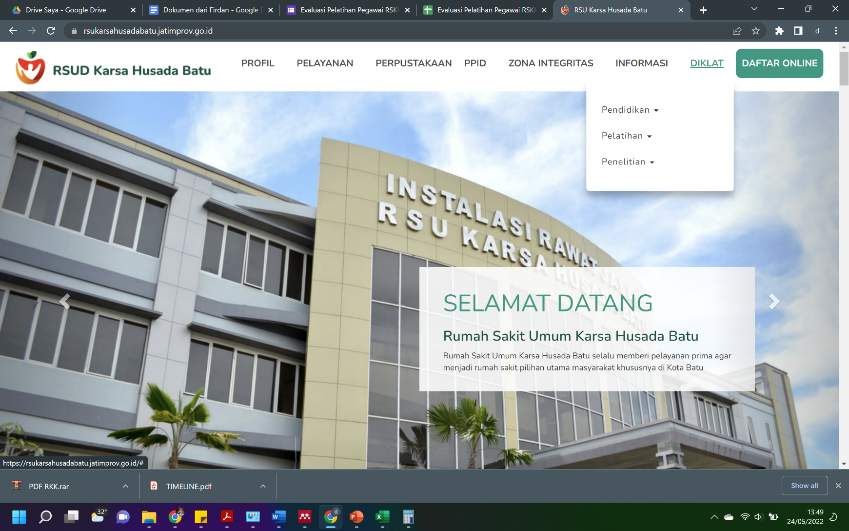 Drive Saya - Google Drive
Dokumen dari Firdan - Google D
Evaluasi Pelatihan Pegawai RSKH
Evaluasi Pelatihan Pegawai RSKH
RSU Karsa Husada Batu
rsukarsahusadabatu.jatimprov.go.id
d
RSUD Karsa Husada Batu
PROFIL
PELAYANAN
PERPUSTAKAAN
PPID
ZONA INTEGRITAS
INFORMASI
DIKLAT
DAFTAR ONLINE
Pendidikan
Pelatihan
Penelitian
INSTALASI RAWAT JALAN
RSU KARSA HUSADA
SELAMAT DATANG
Rumah Sakit Umum Karsa Husada Batu
Rumah Sakit Umum Karsa Husada Batu selalu memberi pelayanan prima agar
menjadi rumah sakit pilihan utama masyarakat khususnya di Kota Batu
https://rsukarsahusadabatu.jatimprov.go.id/#
PDF RKK.rar
TIMELINE.pdf
Show all
32°
13:49
24/05/2022